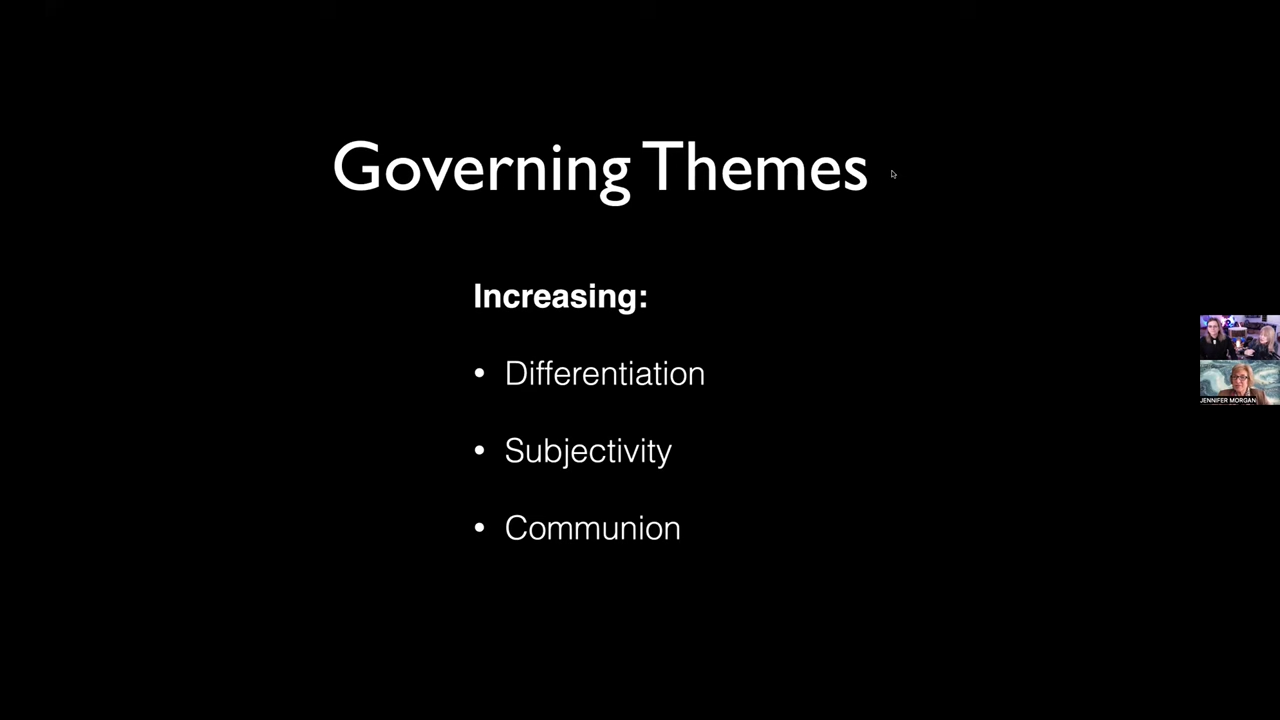 Governing Themes
Increasing:
• Differentiation
• Subjectivity
• Communion
JENNIFER MORGAN